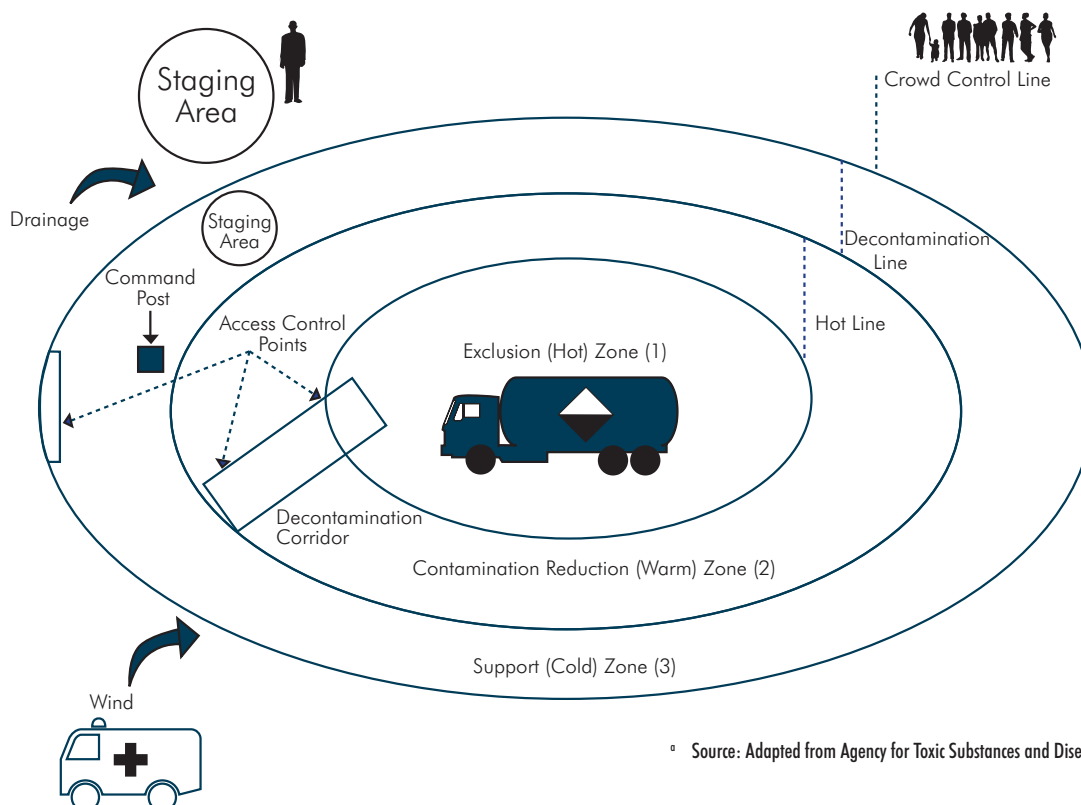 Staging
Area
Crowd Control Line
Drainage
Staging
Area
Decontamination
Line
Command
Post
Access Control
Points
Hot Line
Exclusion (Hot) Zone (1)
Decontamination
Corridor
Contamination Reduction (Warm) Zone (2)
Support (Cold) Zone (3)
Wind
a Source: Adapted from Agency for Toxic Substances and Dise